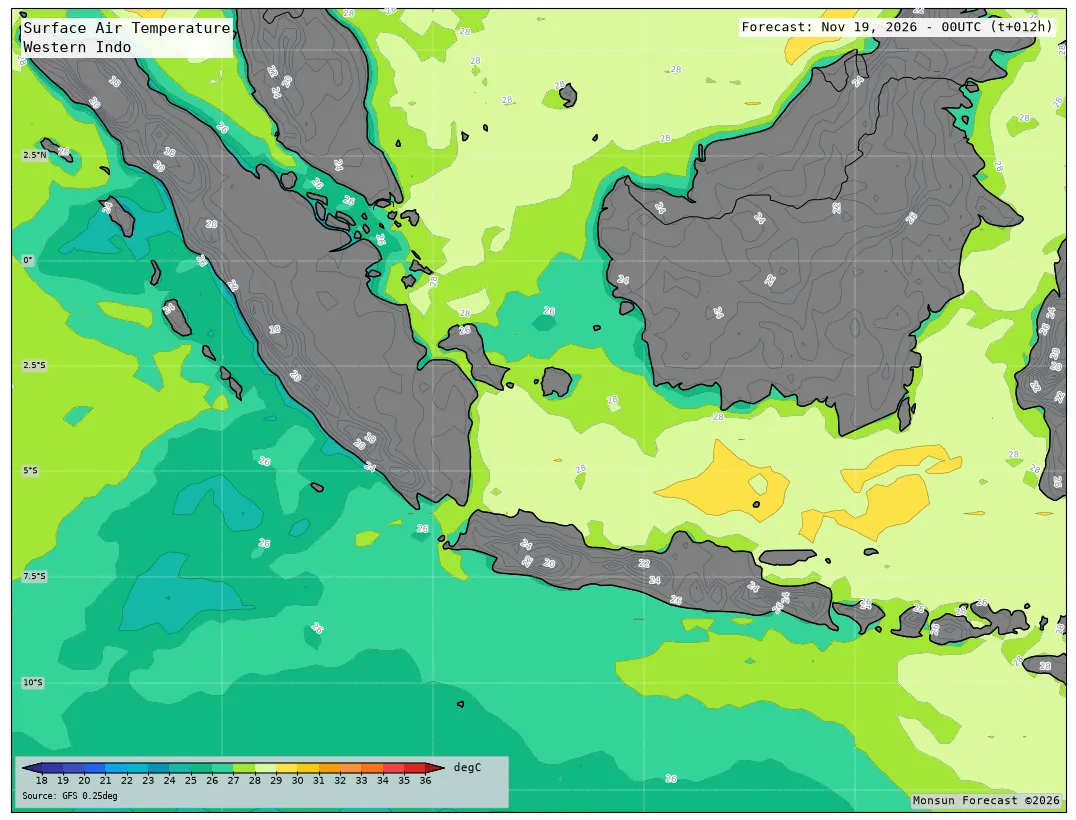 Surface Air Temperature
Western Indo
Forecast: Nov 19, 2026 - 00UTC (t+012h)
2.5°N
0°
2.5°S
5°S
7.5°S
10°S
18 19 20 21 22 23 24 25 26 27 28 29 30 31 32 33 34 35 36
degC
Source: GFS 0.25deg
Monsun Forecast ©2026